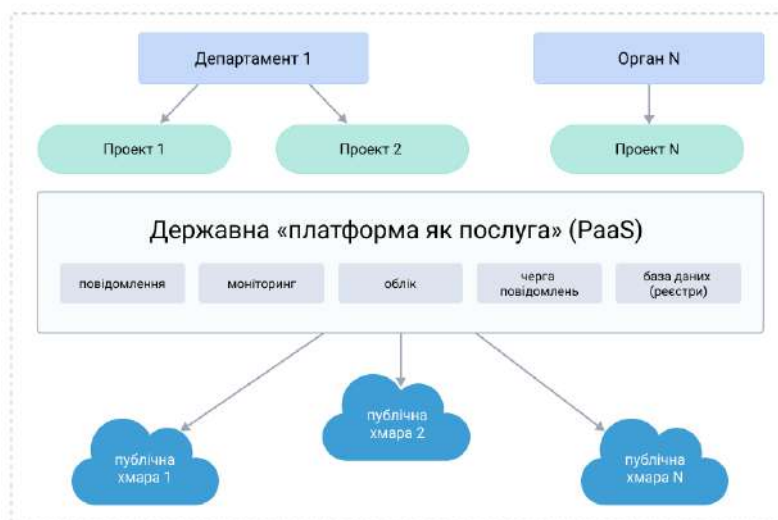 Департамент 1
Орган N
Проект 1
Проект 2
Проект N
Державна «платформа як послуга» (PaaS)
повідомлення
моніторинг
облік
черга
повідомлень
база даних
(реєстри)
публічна
хмара 1
публічна
хмара 2
публічна
хмара N